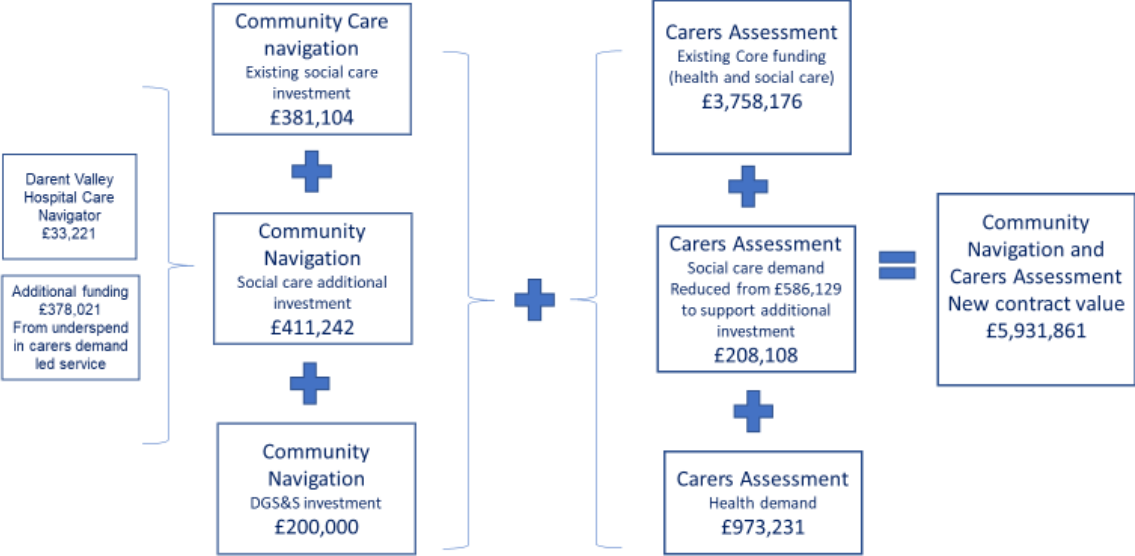 Darent Valley
Hospital Care
Navigator
£33,221
Additional funding
£378,021
From underspend
in carers demand
led service
Community Care
navigation
Existing social care
investment
£381,104
Community
Navigation
Social care additional
investment
£411,242
Community
Navigation
DGS&S investment
£200,000
Carers Assessment
Existing Core funding
(health and social care)
£3,758,176
Carers Assessment
Social care demand
Reduced from £586,129
to support additional
investment
£208,108
Carers Assessment
Health demand
£973,231
Community
Navigation and
Carers Assessment
New contract value
£5,931,861